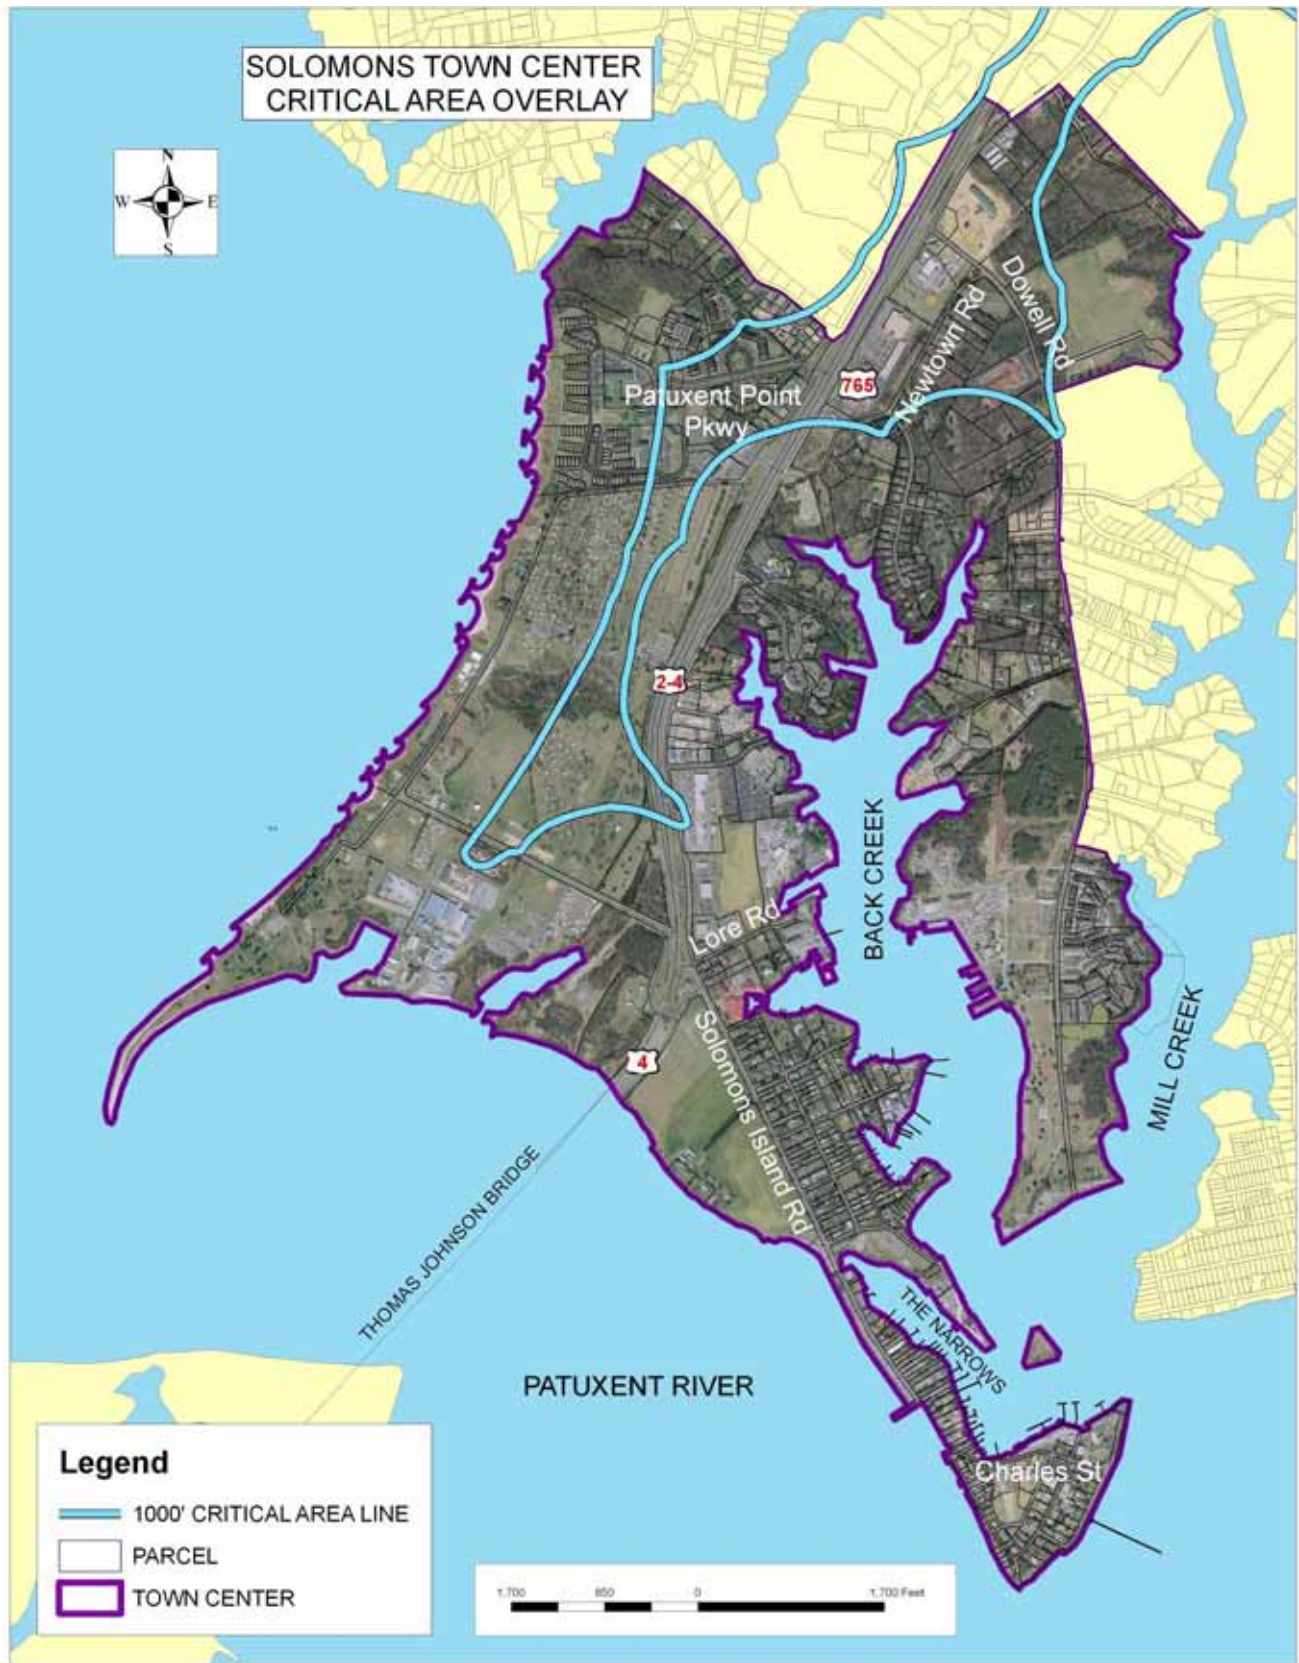 SOLOMONS TOWN CENTER
CRITICAL AREA OVERLAY
N
W
E
S
Dowell Rd
Newtown Rd
765
Patuxent Point
Pkwy
2-4
BACK CREEK
Lore Rd
MILL CREEK
Solomons Island Rd
4
THOMAS JOHNSON BRIDGE
THE NARROWS
PATUXENT RIVER
Charles St
Legend
1000' CRITICAL AREA LINE
PARCEL
TOWN CENTER
1,700 850 0 1,700 Feet